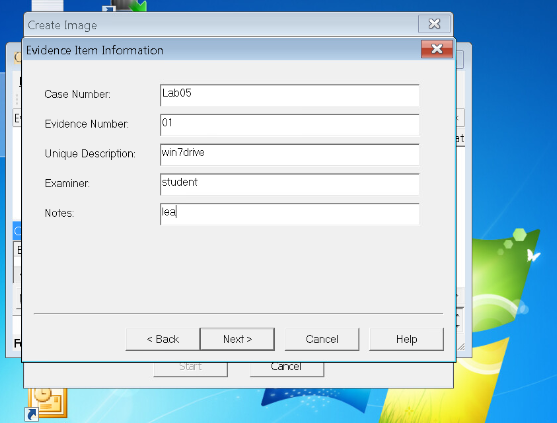 Create Image
Evidence Item Information
Case Number: Lab05
Evidence Number: 01
Unique Description: win7drive
Examiner: student
Notes: lea
< Back Next > Cancel Help
Start Cancel